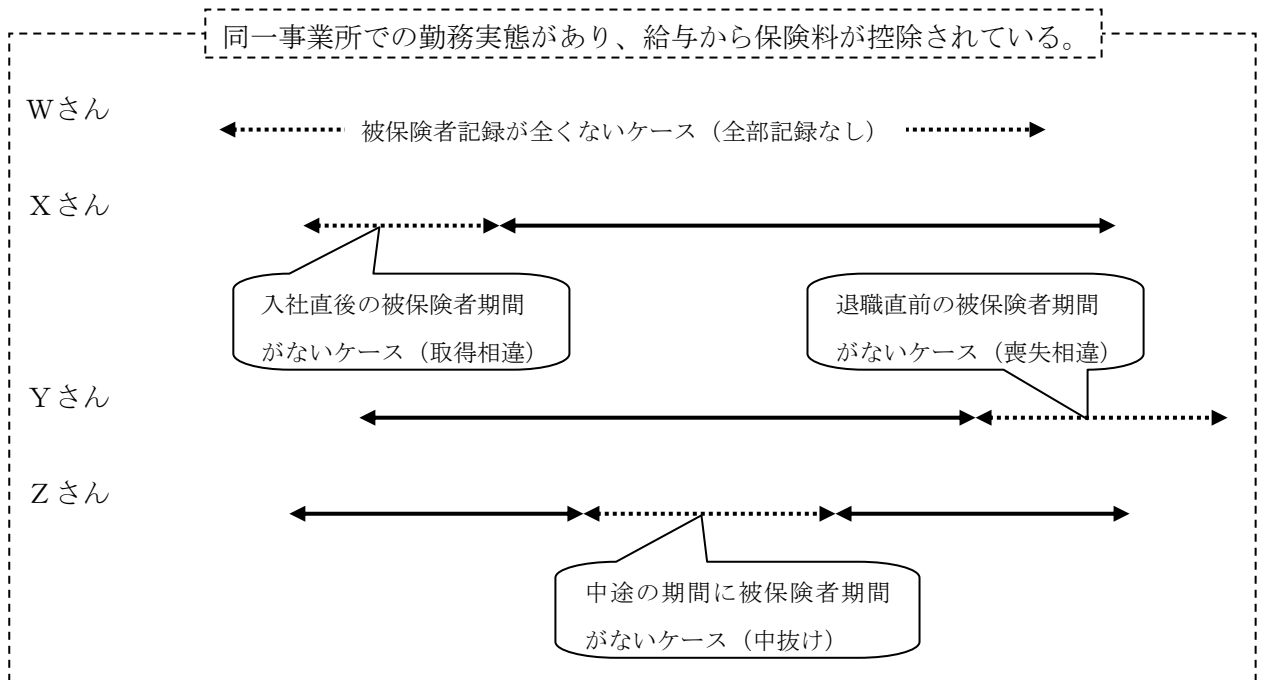 同一事業所での勤務実態があり、給与から保険料が控除されている。
Ｗさん
被保険者記録が全くないケース（全部記録なし）
Ｘさん
入社直後の被保険者期間
がないケース（取得相違）
退職直前の被保険者期間
がないケース（喪失相違）
Ｙさん
Ｚさん
中途の期間に被保険者期間
がないケース（中抜け）